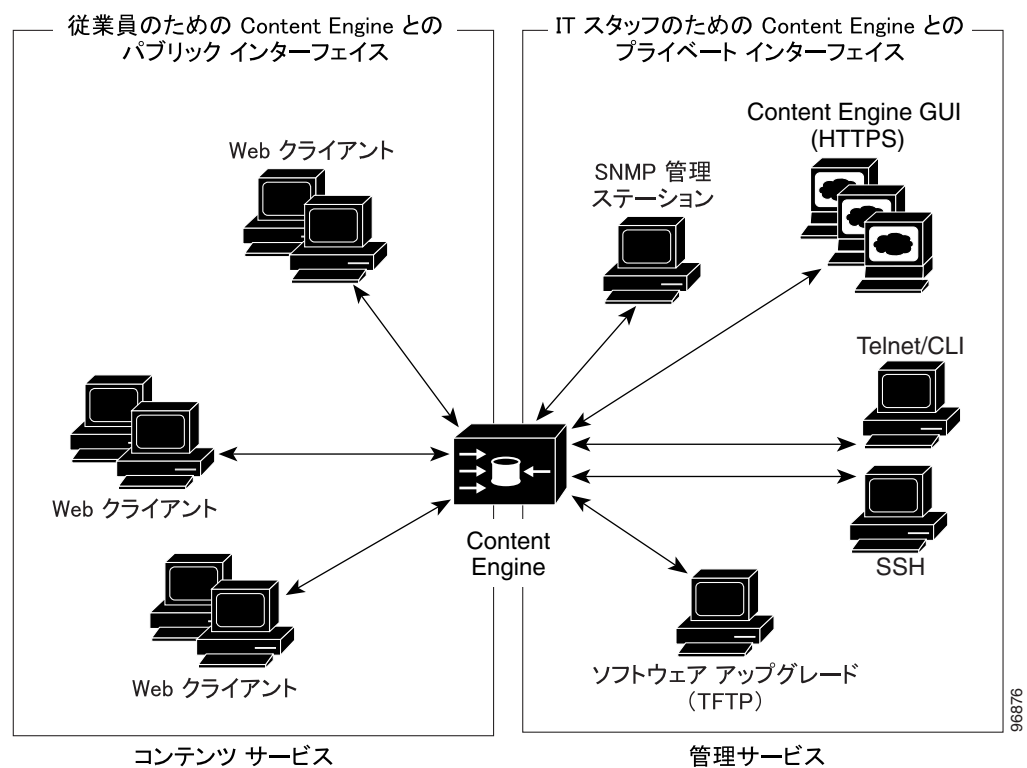 従業員のための Content Engine との
パブリック インターフェイス
IT スタッフのための Content Engine との
プライベート インターフェイス
Web クライアント
SNMP 管理
ステーション
Content Engine GUI
(HTTPS)
Telnet/CLI
Web クライアント
Content
Engine
SSH
Web クライアント
ソフトウェア アップグレード
（TFTP）
96876
コンテンツ サービス
管理サービス